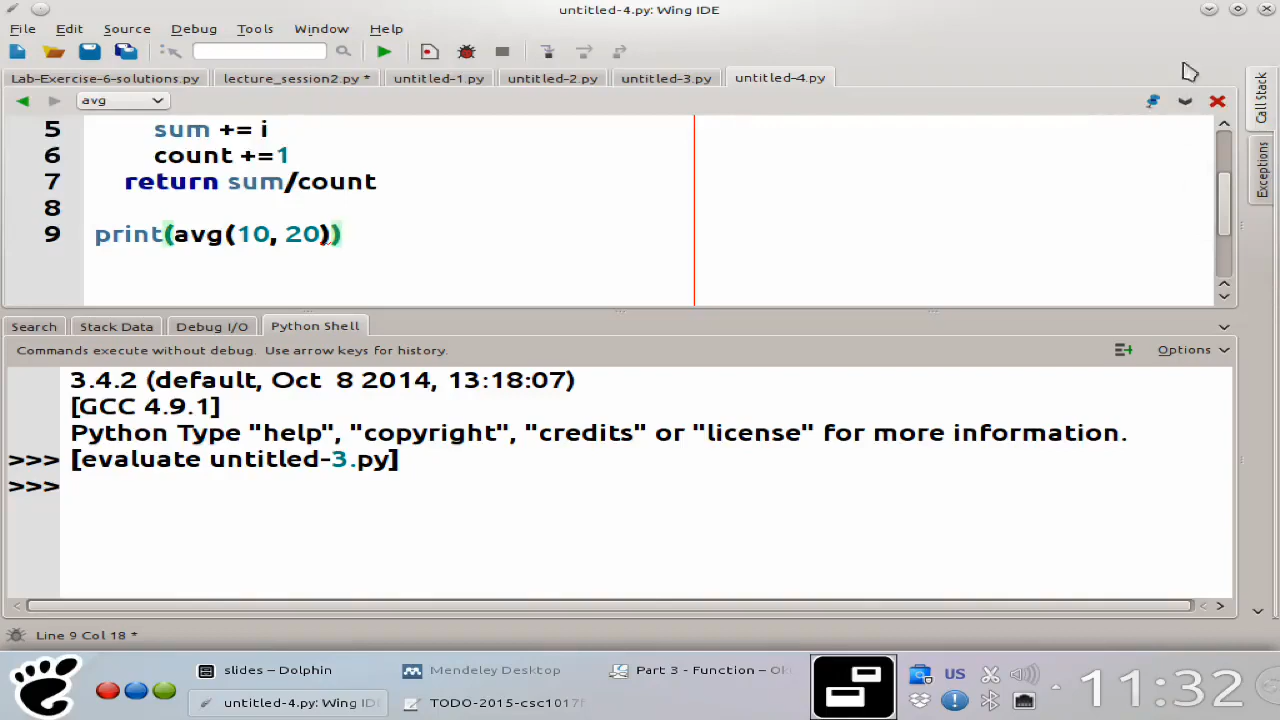 untitled-4.py: Wing IDE
File Edit Source Debug Tools Window Help
Lab-Exercise-6-solutions.py lecture_session2.py * untitled-1.py untitled-2.py untitled-3.py untitled-4.py
avg
Call Stack
Exceptions
5 sum += i
6 count +=1
7 return sum/count
8
9 print(avg(10, 20))
Search Stack Data Debug I/O Python Shell
Commands execute without debug. Use arrow keys for history.
Options
3.4.2 (default, Oct 8 2014, 13:18:07)
[GCC 4.9.1]
Python Type "help", "copyright", "credits" or "license" for more information.
>>> [evaluate untitled-3.py]
>>>
Line 9 Col 18 *
slides – Dolphin Mendeley Desktop Part 3 - Function – Ok
untitled-4.py: Wing IDE TODO-2015-csc1017
US
11:32